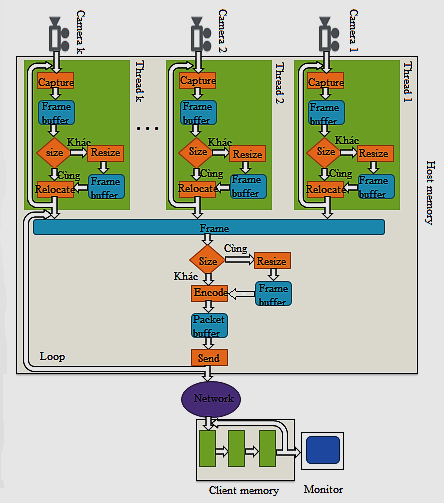 Camera k
Camera 2
Camera 1
Thread k
Capture
Frame
buffer
size
Khác
Resize
Cùng
Frame
buffer
Relocate
. . .
Thread 2
Capture
Frame
buffer
Size
Khác
Resize
Cùng
Frame
buffer
Relocate
Thread 1
Capture
Frame
buffer
Size
Khác
Resize
Cùng
Frame
buffer
Relocate
Host memory
Frame
Size
Cùng
Resize
Khác
Frame
buffer
Encode
Packet
buffer
Send
Loop
Network
Client memory
Monitor